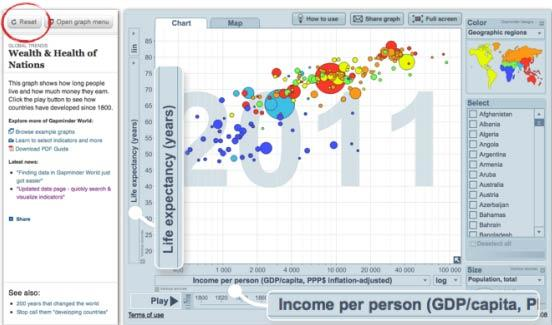 Reset
Open graph menu
GLOBAL TRENDS
Wealth & Health of
Nations
This graph shows how long people
live and how much money they earn.
Click the play button to see how
countries have developed since 1800.
Explore more of Gapminder World:
Browse example graphs
Learn to select indicators and more
Download PDF Guide
Latest news:
"Finding data in Gapminder World just
got easier"
"Updated data page - quickly search &
visualize indicators"
Share
See also:
200 years that changed the world
Stop call them "developing countries"
Chart
Map
How to use
Share graph
Full screen
lin
85
80
75
70
65
60
55
50
45
40
35
30
25
20
Life expectancy (years)
Life expectancy (years)
2011
400
1 000
2 000
4 000
10 000
20 000
40 000
100 000
Income per person (GDP/capita, PPP$ inflation-adjusted)
log
Play
1800
1820
Income per person (GDP/capita, P
Terms of use
Color
Geographic regions
Select
Afghanistan
Albania
Algeria
Angola
Argentina
Armenia
Aruba
Australia
Austria
Azerbaijan
Bahamas
Bahrain
Bangladesh
Deselect all
Size
Population, total